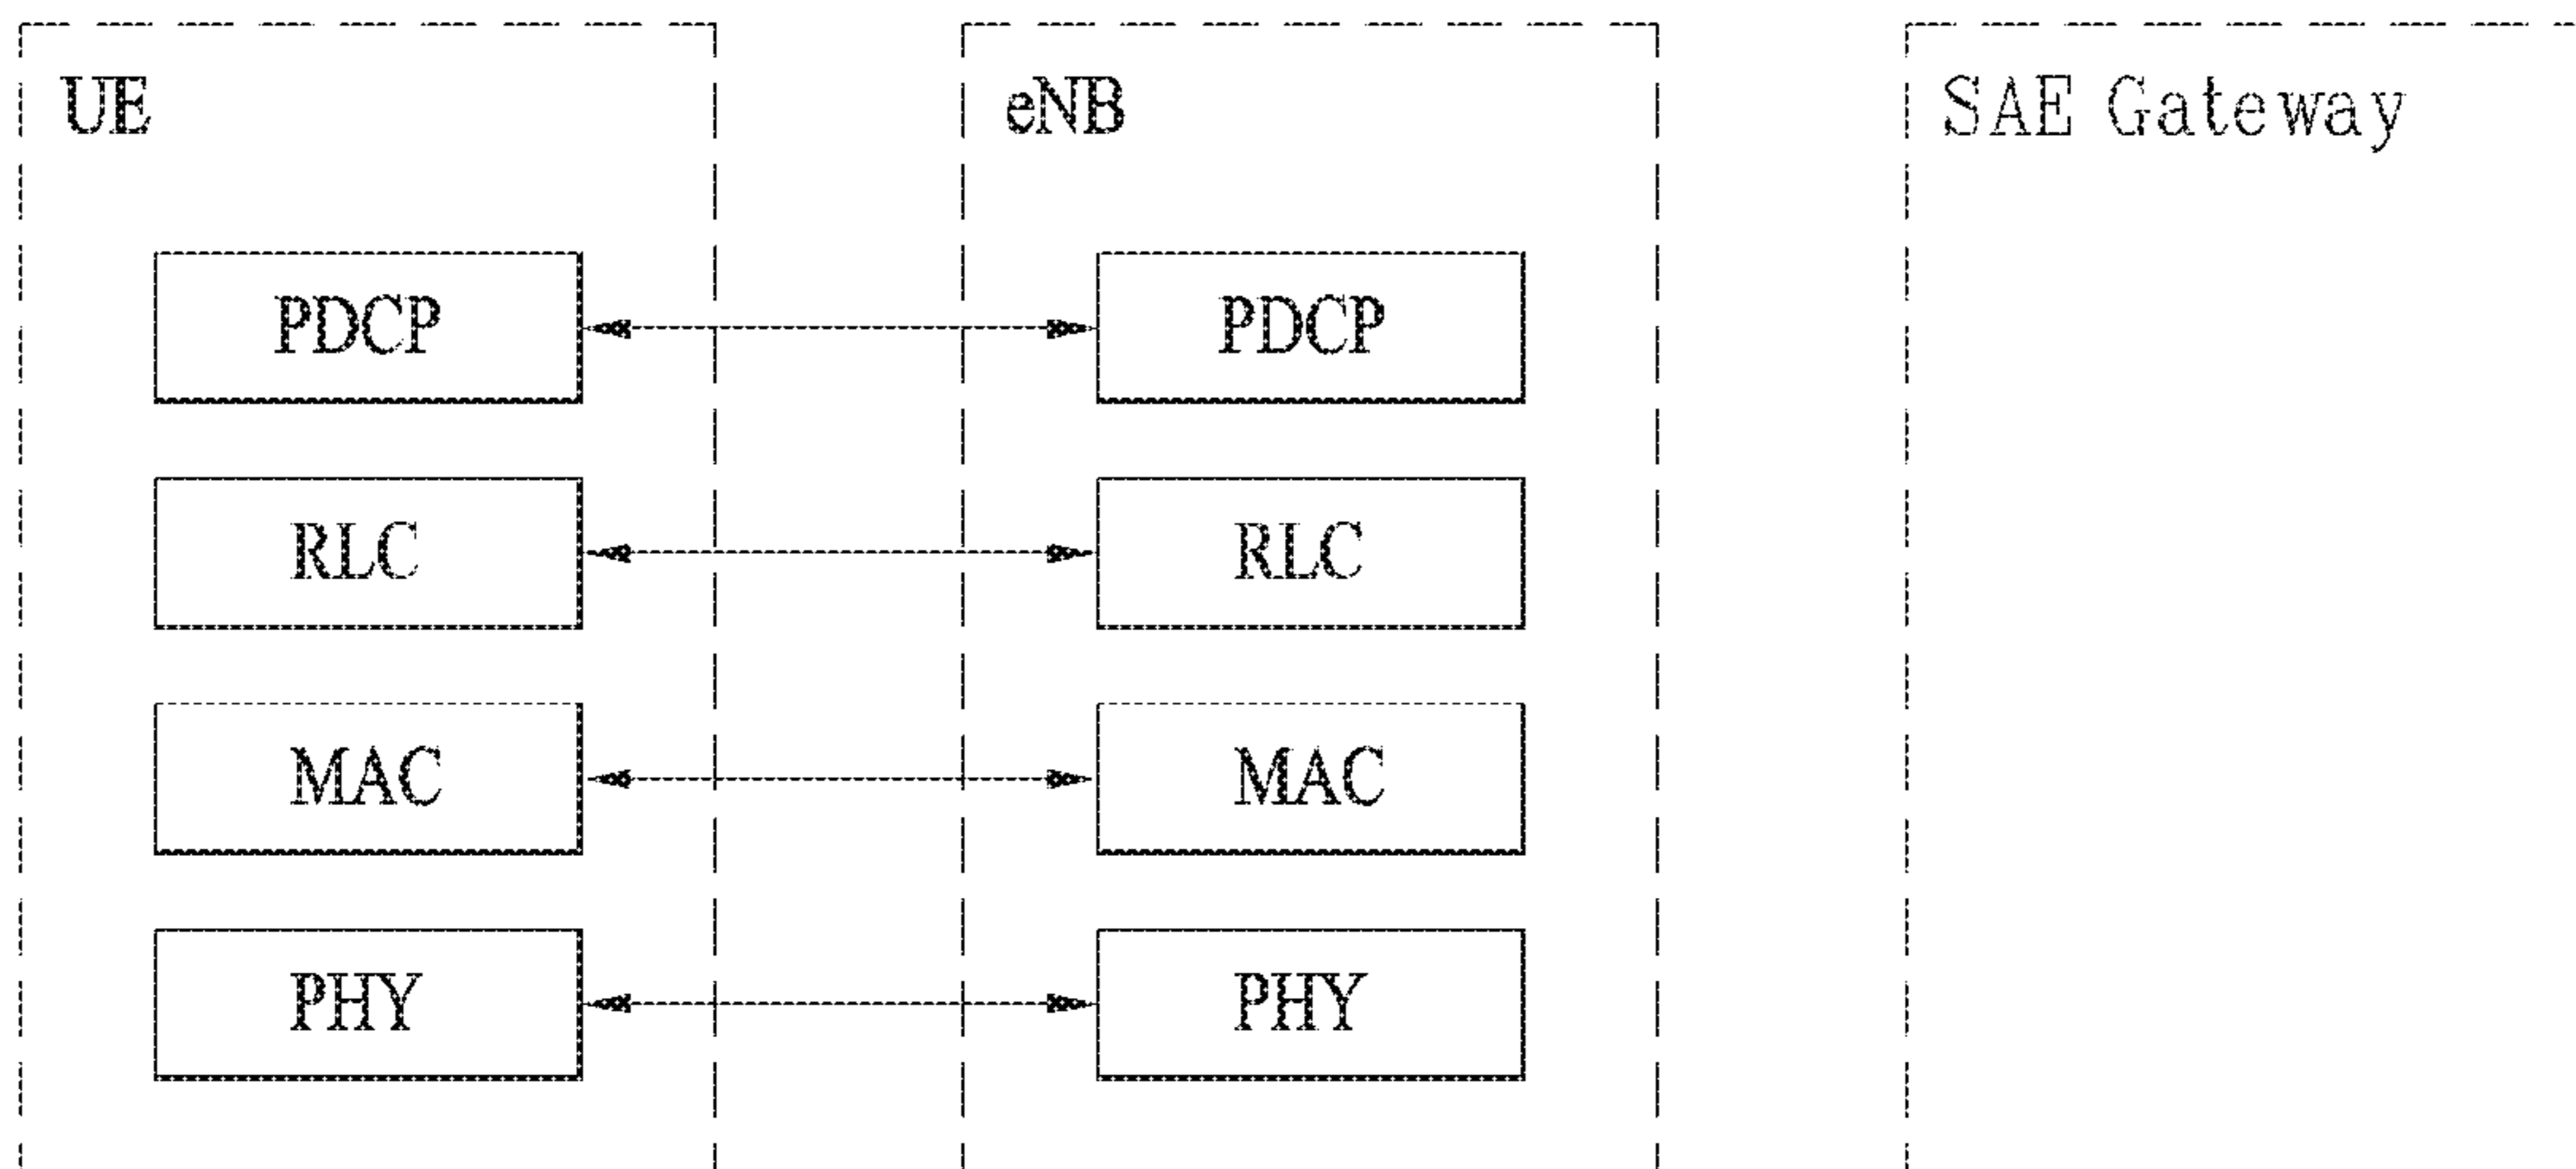 UE
eNB
SAE Gateway
PDCP
PDCP
RLC
RLC
MAC
MAC
PHY
PHY